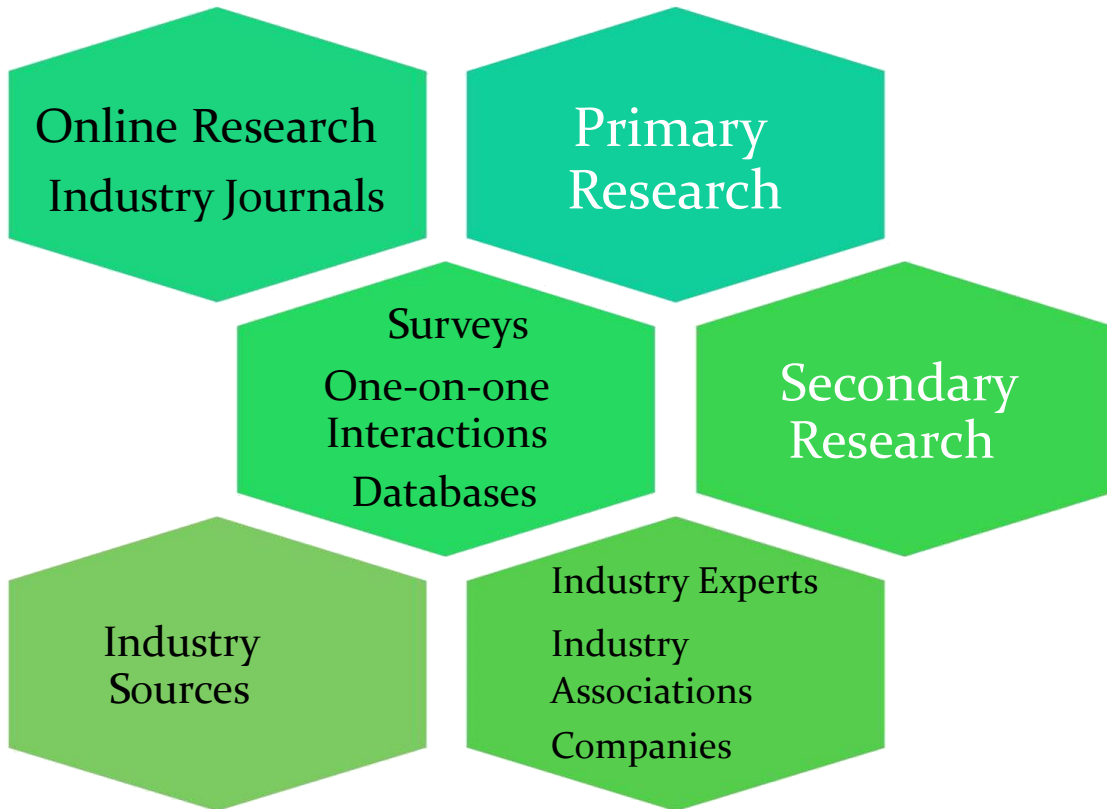 Online Research
Industry Journals
Primary
Research
Surveys
One-on-one
Interactions
Databases
Secondary
Research
Industry
Sources
Industry Experts
Industry
Associations
Companies